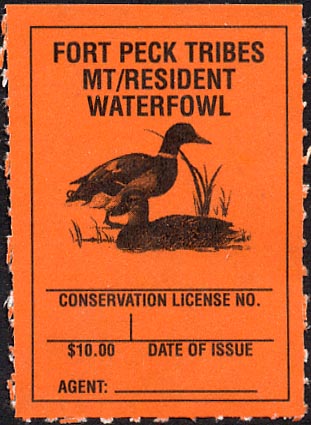 FORT PECK TRIBES
MT/RESIDENT
WATERFOWL
CONSERVATION LICENSE NO.
$10.00 DATE OF ISSUE
AGENT: